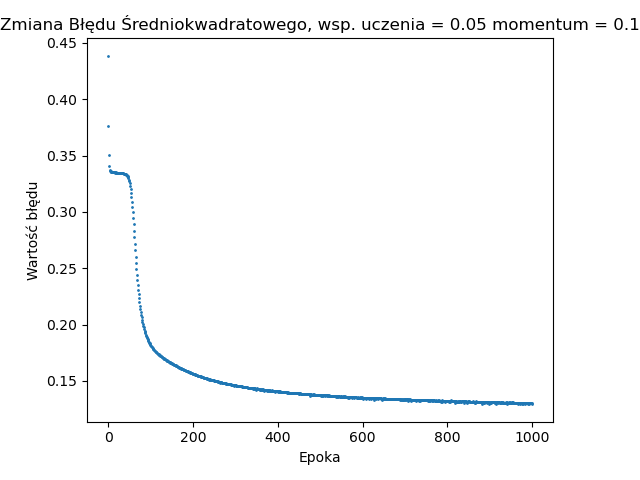 Zmiana Błędu Średniokwadratowego, wsp. uczenia = 0.05 momentum = 0.1
0.45
0.40
0.35
0.30
0.25
0.20
0.15
Wartość błędu
0 200 400 600 800 1000
Epoka